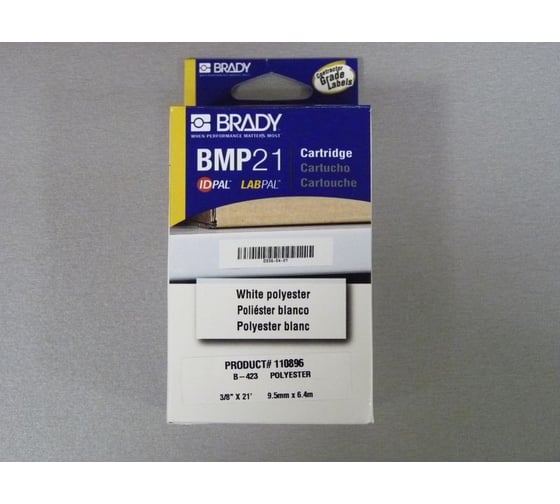 BRADY
Contractor
Grade
Labels
BRADY
WHEN PERFORMANCE MATTERS MOST
BMP21
Cartridge
Cartucho
Cartouche
IDPAL LABPAL
White polyester
Poliéster blanco
Polyester blanc
PRODUCT# 110896
B-423 POLYESTER
3/8" X 21' 9.5mm x 6.4m